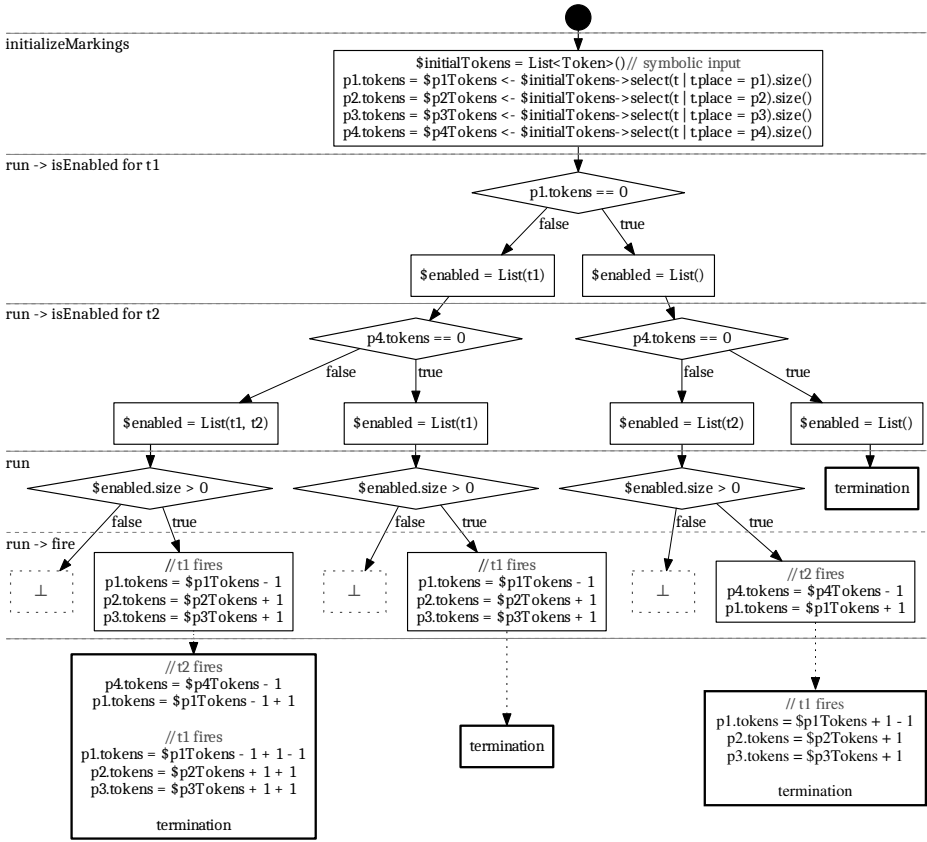 initializeMarkings
$initialTokens = List<Token>()// symbolic input
p1.tokens = $p1Tokens <- $initialTokens->select(t | t.place = p1).size()
p2.tokens = $p2Tokens <- $initialTokens->select(t | t.place = p2).size()
p3.tokens = $p3Tokens <- $initialTokens->select(t | t.place = p3).size()
p4.tokens = $p4Tokens <- $initialTokens->select(t | t.place = p4).size()
run -> isEnabled for t1
p1.tokens == 0
false
true
$enabled = List(t1)
$enabled = List()
run -> isEnabled for t2
p4.tokens == 0
p4.tokens == 0
false
true
false
true
$enabled = List(t1, t2)
$enabled = List(t1)
$enabled = List(t2)
$enabled = List()
run
$enabled.size > 0
$enabled.size > 0
$enabled.size > 0
termination
false
true
false
true
false
true
run -> fire
⊥
//t1 fires
p1.tokens = $p1Tokens - 1
p2.tokens = $p2Tokens + 1
p3.tokens = $p3Tokens + 1
⊥
//t1 fires
p1.tokens = $p1Tokens - 1
p2.tokens = $p2Tokens + 1
p3.tokens = $p3Tokens + 1
⊥
//t2 fires
p4.tokens = $p4Tokens - 1
p1.tokens = $p1Tokens + 1
//t2 fires
p4.tokens = $p4Tokens - 1
p1.tokens = $p1Tokens - 1 + 1
//t1 fires
p1.tokens = $p1Tokens - 1 + 1 - 1
p2.tokens = $p2Tokens + 1 + 1
p3.tokens = $p3Tokens + 1 + 1
termination
termination
// t1 fires
p1.tokens = $p1Tokens + 1 - 1
p2.tokens = $p2Tokens + 1
p3.tokens = $p3Tokens + 1
termination